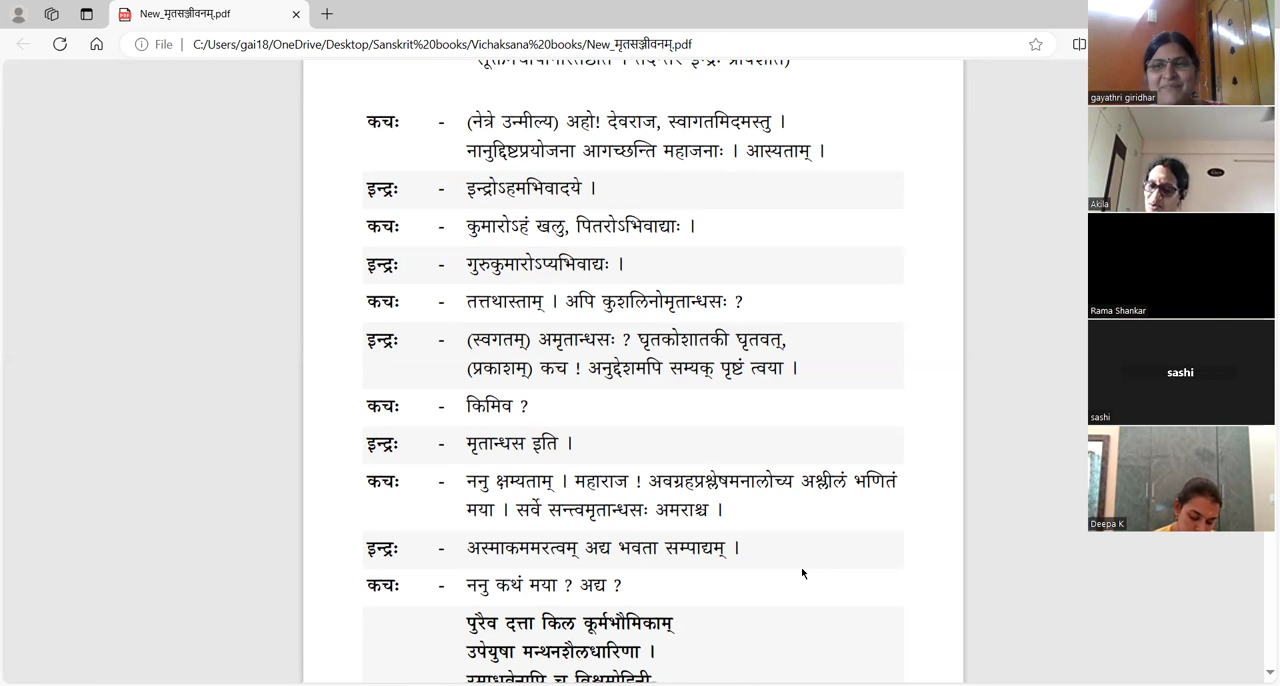 New_मृतसञ्जीवनम्.pdf
File | C:/Users/gai18/OneDrive/Desktop/Sanskrit%20books/Vichaksana%20books/New_मृतसञ्जीवनम्.pdf
कचः - (नेत्रे उन्मील्य) अहो! देवराज, स्वागतमिदमस्तु ।
नानुद्दिष्टप्रयोजना आगच्छन्ति महाजनाः । आस्यताम् ।
इन्द्रः - इन्द्रोऽहमभिवादये ।
कचः - कुमारोऽहं खलु, पितरोऽभिवाद्याः ।
इन्द्रः - गुरुकुमारोऽप्यभिवाद्यः ।
कचः - तत्तथास्ताम् । अपि कुशलिनोमृतान्धसः ?
इन्द्रः - (स्वगतम्) अमृतान्धसः ? घृतकोशातकी घृतवत्,
(प्रकाशम्) कच ! अनुद्देशमपि सम्यक् पृष्टं त्वया ।
कचः - किमिव ?
इन्द्रः - मृतान्धस इति ।
कचः - ननु क्षम्यताम् । महाराज ! अवग्रहप्रश्लेषमनालोच्य अश्लीलं भणितं
मया । सर्वे सन्त्वमृतान्धसः अमराश्च ।
इन्द्रः - अस्माकममरत्वम् अद्य भवता सम्पाद्यम् ।
कचः - ननु कथं मया ? अद्य ?
पुरैव दत्ता किल कूर्मभौमिकाम्
उपेयुषा मन्थनशैलधारिणा ।
gayathri giridhar
Akila
Rama Shankar
sashi
sashi
Deepa K